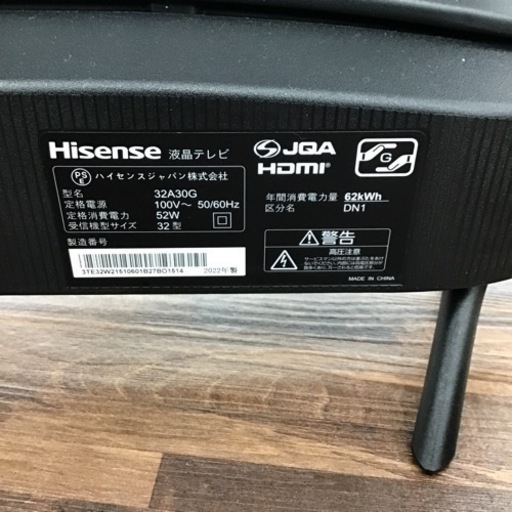 Hisense 液晶テレビ
PS E ハイセンスジャパン株式会社
型名 32A30G
定格電源 100V～ 50/60Hz
定格消費電力 52W
受信機型サイズ 32型
製造番号
3TE32W21510601B27BO1514 2022年製
JQA
HDMI
G
年間消費電力量 62kWh
区分名 DN1
警告
高圧注意
MADE IN CHINA